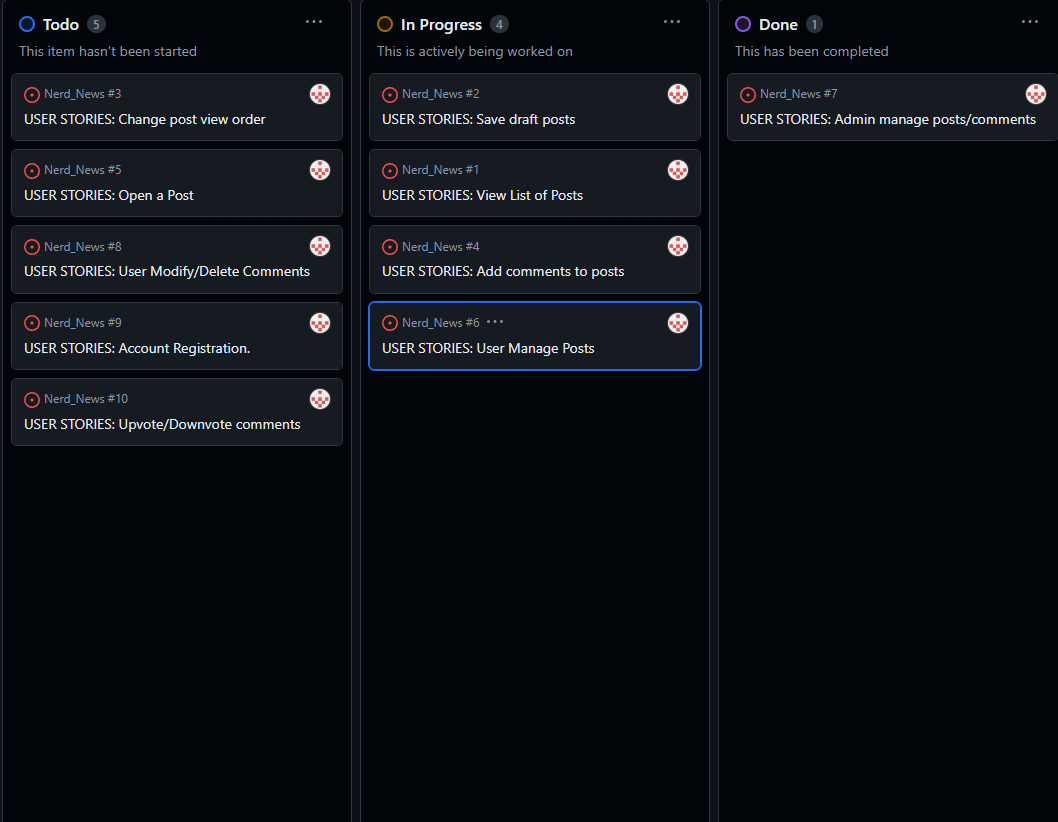 Todo 5
This item hasn't been started
Nerd_News #3
USER STORIES: Change post view order
Nerd_News #5
USER STORIES: Open a Post
Nerd_News #8
USER STORIES: User Modify/Delete Comments
Nerd_News #9
USER STORIES: Account Registration.
Nerd_News #10
USER STORIES: Upvote/Downvote comments
In Progress 4
This is actively being worked on
Nerd_News #2
USER STORIES: Save draft posts
Nerd_News #1
USER STORIES: View List of Posts
Nerd_News #4
USER STORIES: Add comments to posts
Nerd_News #6
USER STORIES: User Manage Posts
Done 1
This has been completed
Nerd_News #7
USER STORIES: Admin manage posts/comments